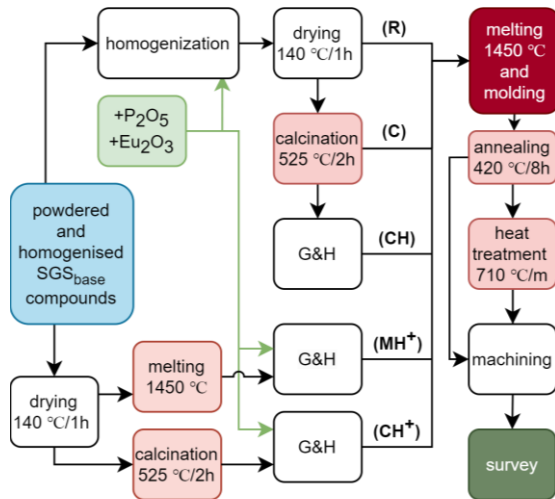 homogenization
drying
140 ℃/1h
(R)
melting
1450 ℃
and
molding
+P₂O₅
+Eu₂O₃
calcination
525 ℃/2h
(C)
annealing
420 ℃/8h
powdered
and
homogenised
SGSbase
compounds
G&H
(CH)
heat
treatment
710 ℃/m
drying
140 ℃/1h
melting
1450 ℃
G&H
(MH⁺)
machining
calcination
525 ℃/2h
G&H
(CH⁺)
survey